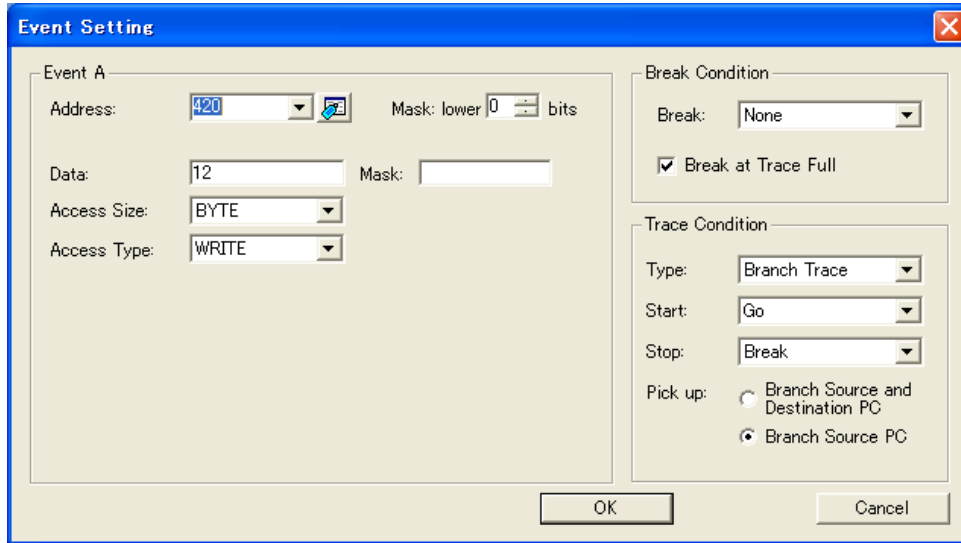 Event Setting
Event A
Address: 420 Mask: lower 0 bits
Data: 12 Mask:
Access Size: BYTE
Access Type: WRITE
Break Condition
Break: None
Break at Trace Full
Trace Condition
Type: Branch Trace
Start: Go
Stop: Break
Pick up: Branch Source and
Destination PC
Branch Source PC
OK Cancel